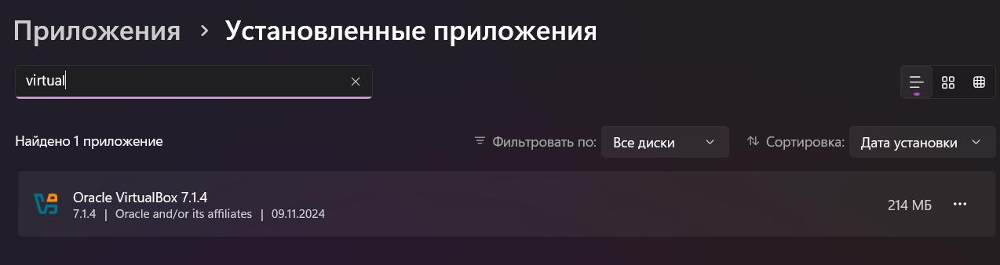 Приложения > Установленные приложения
virtual
Найдено 1 приложение Фильтровать по: Все диски Сортировка: Дата установки
Oracle VirtualBox 7.1.4
7.1.4 | Oracle and/or its affiliates | 09.11.2024
214 МБ